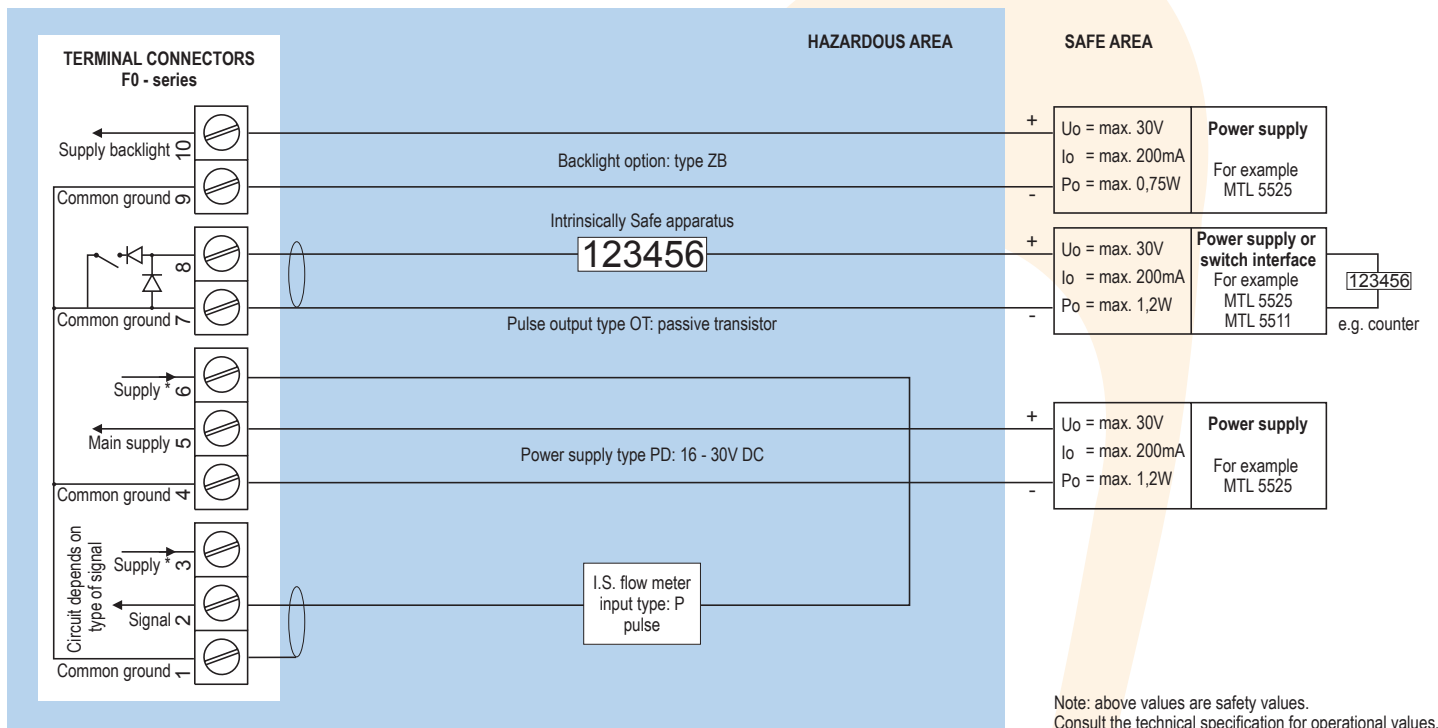 HAZARDOUS AREA
SAFE AREA
TERMINAL CONNECTORS
F0 - series
Supply backlight 10
Common ground 9
8
Common ground 7
Supply * 6
Main supply 5
Common ground 4
Circuit depends on
type of signal
Supply * 3
Signal 2
Common ground 1
Backlight option: type ZB
Intrinsically Safe apparatus
123456
Pulse output type OT: passive transistor
Power supply type PD: 16 - 30V DC
I.S. flow meter
input type: P
pulse
+
-
Uo = max. 30V
Io = max. 200mA
Po = max. 0,75W
Power supply
For example
MTL 5525
+
-
Uo = max. 30V
Io = max. 200mA
Po = max. 1,2W
Power supply or
switch interface
For example
MTL 5525
MTL 5511
123456
e.g. counter
+
-
Uo = max. 30V
Io = max. 200mA
Po = max. 1,2W
Power supply
For example
MTL 5525
Note: above values are safety values.
Consult the technical specification for operational values.